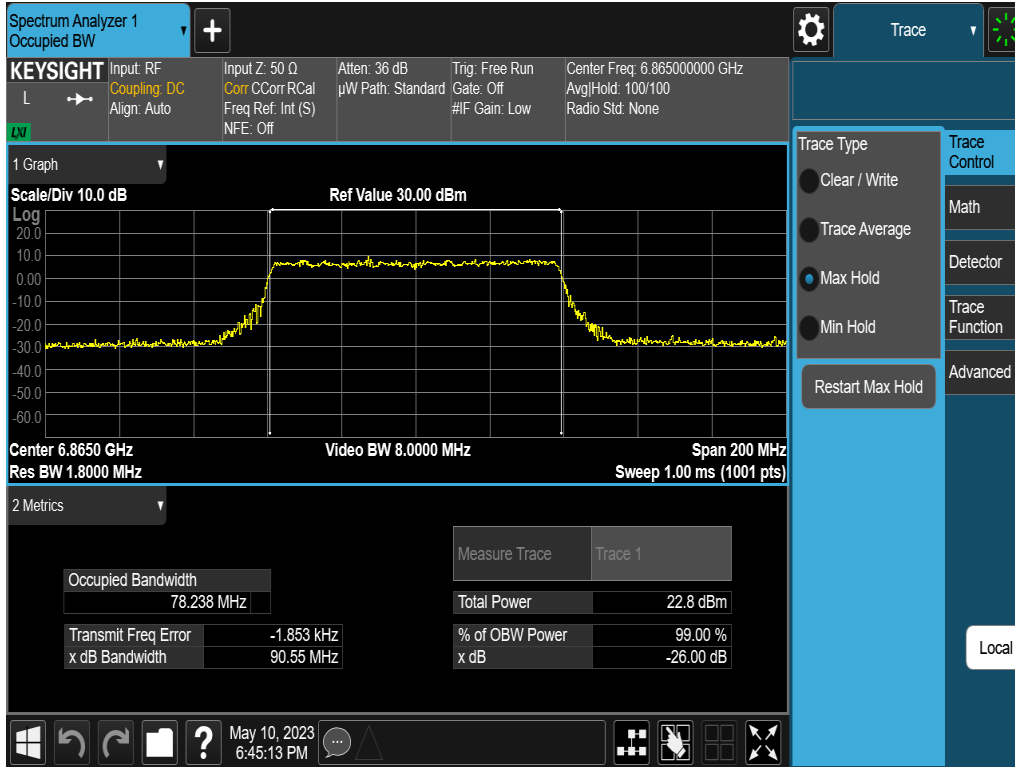 Spectrum Analyzer 1
Occupied BW
+
Trace
KEYSIGHT
L
LXI
Input: RF
Coupling: DC
Align: Auto
Input Z: 50 Ω
Corr CCorr RCal
Freq Ref: Int (S)
NFE: Off
Atten: 36 dB
µW Path: Standard
Trig: Free Run
Gate: Off
#IF Gain: Low
Center Freq: 6.865000000 GHz
Avg|Hold: 100/100
Radio Std: None
1 Graph
Scale/Div 10.0 dB
Ref Value 30.00 dBm
Log
20.0
10.0
0.00
-10.0
-20.0
-30.0
-40.0
-50.0
-60.0
Center 6.8650 GHz
Video BW 8.0000 MHz
Span 200 MHz
Res BW 1.8000 MHz
Sweep 1.00 ms (1001 pts)
2 Metrics
Measure Trace
Trace 1
Occupied Bandwidth
78.238 MHz
Total Power
22.8 dBm
Transmit Freq Error
-1.853 kHz
% of OBW Power
99.00 %
x dB Bandwidth
90.55 MHz
x dB
-26.00 dB
?
May 10, 2023
6:45:13 PM
Trace Type
Clear / Write
Trace Average
Max Hold
Min Hold
Restart Max Hold
Trace
Control
Math
Detector
Trace
Function
Advanced
Local